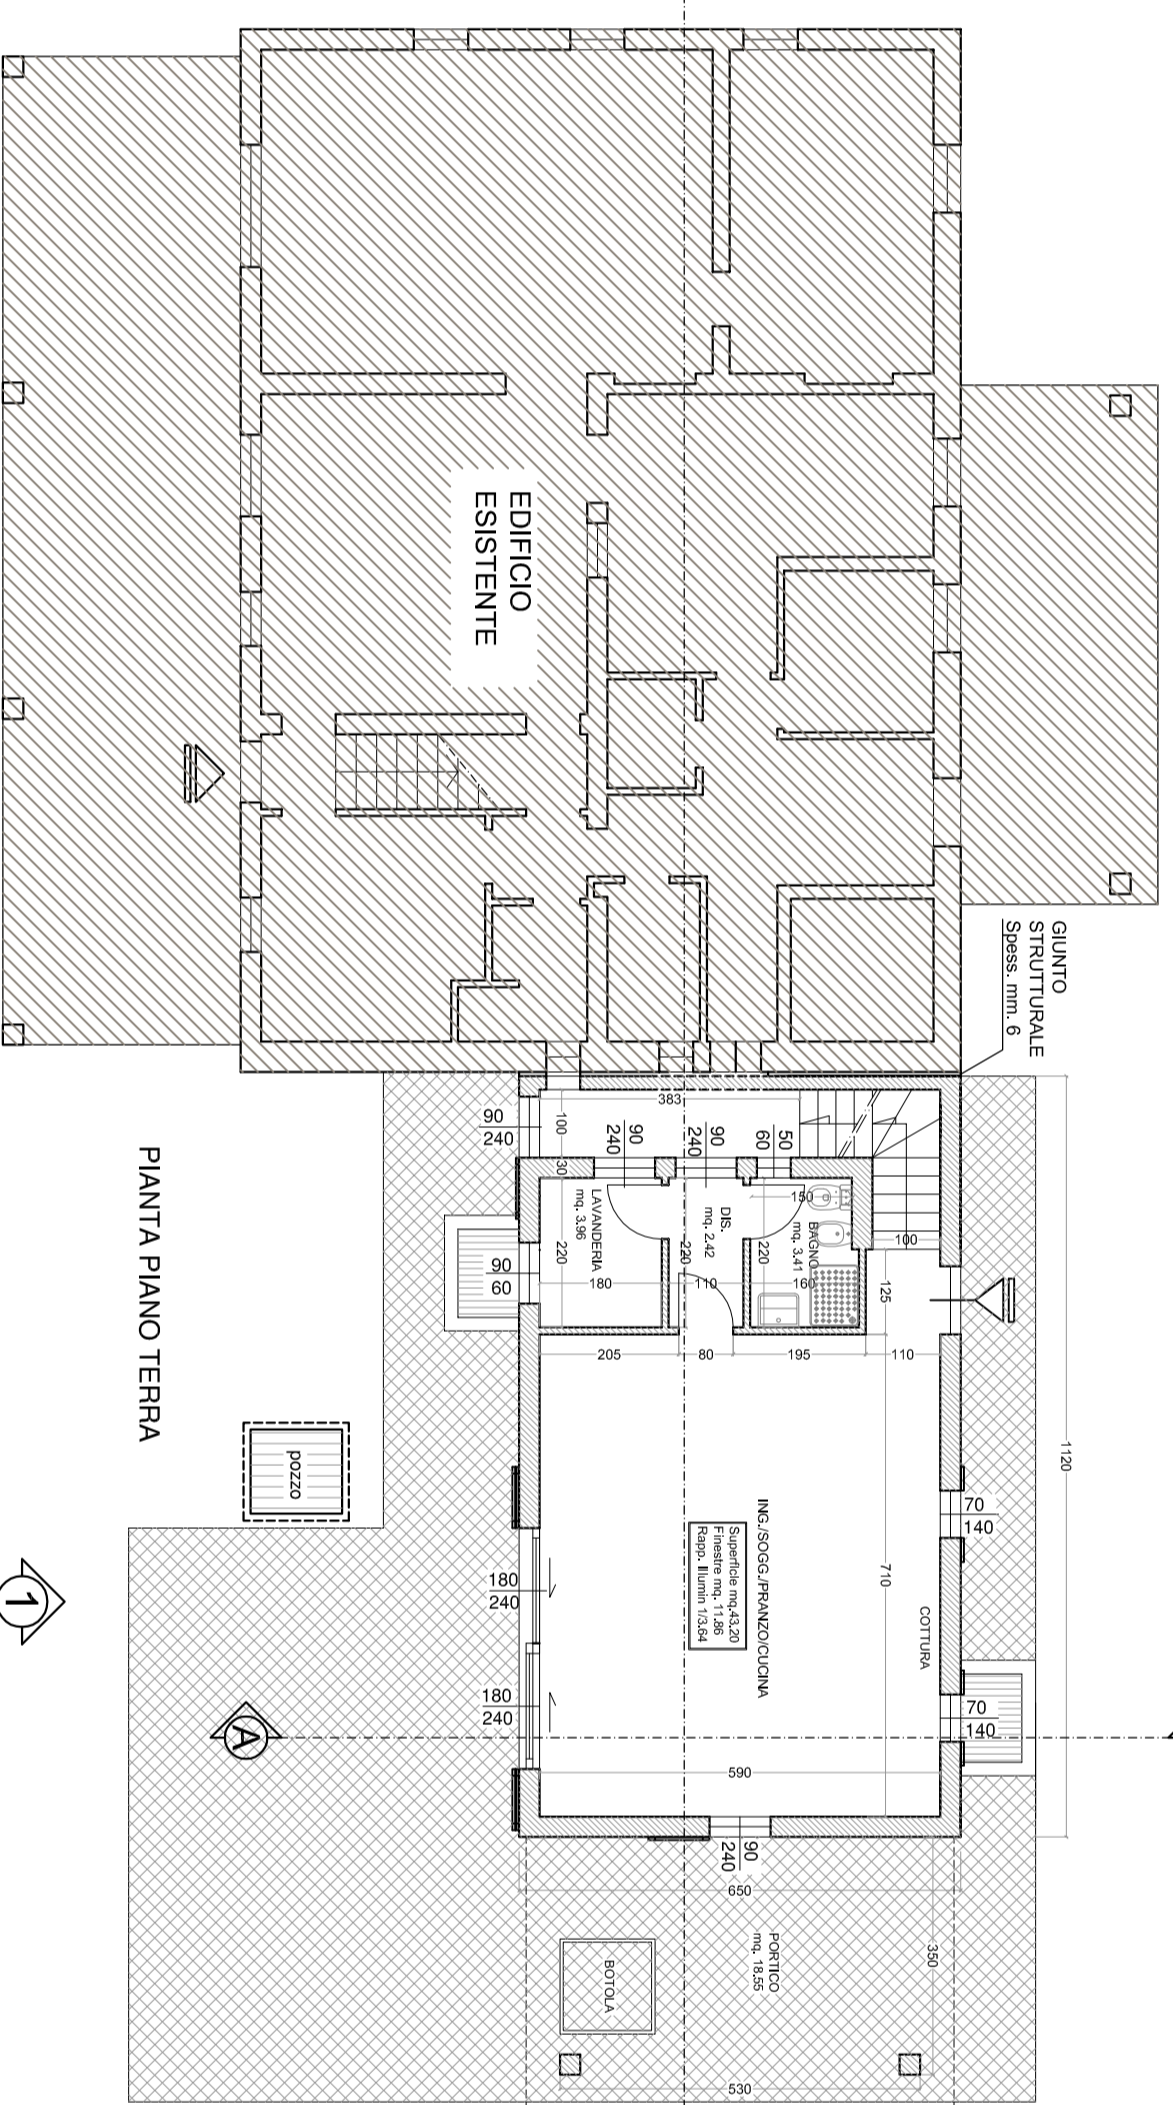 GIUNTO
STRUTTURALE
Spess. mm. 6
EDIFICIO
ESISTENTE
383
100
30
90
240
90
240
90
240
50
60
150
BAGNO
mq. 3.41
DIS.
mq. 2.42
LAVANDERIA
mq. 3.96
220
220
220
180
110
160
100
125
90
60
205
80
195
110
1120
PIANTA PIANO TERRA
pozzo
ING./SOGG./PRANZO/CUCINA
Superficie mq.43.20
Finestre mq. 11.86
Rapp. Illumin 1/3.64
COTTURA
710
70
140
70
140
180
240
180
240
1
A
590
90
240
650
350
PORTICO
mq. 18.55
BOTOLA
530